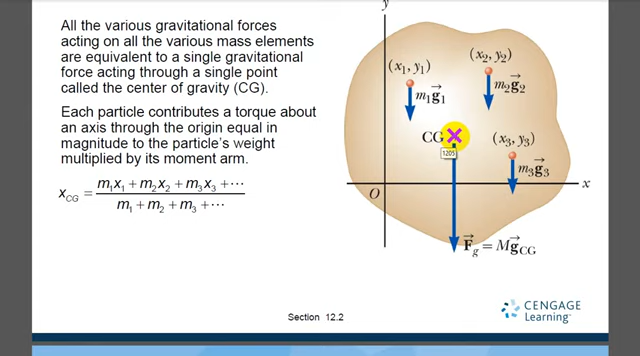 All the various gravitational forces
acting on all the various mass elements
are equivalent to a single gravitational
force acting through a single point
called the center of gravity (CG).
Each particle contributes a torque about
an axis through the origin equal in
magnitude to the particle's weight
multiplied by its moment arm.
x_CG = (m₁x₁ + m₂x₂ + m₃x₃ + ⋯) / (m₁ + m₂ + m₃ + ⋯)
y
(x₁, y₁)
m₁g⃗₁
(x₂, y₂)
m₂g⃗₂
CG
1205
(x₃, y₃)
m₃g⃗₃
O
x
F⃗g = Mg⃗CG
Section 12.2
CENGAGE
Learning™